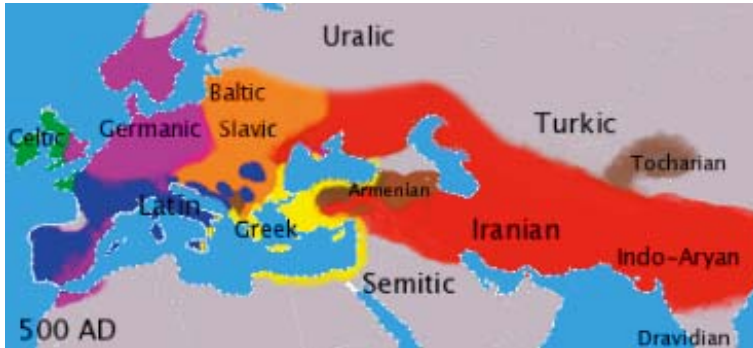 Uralic
Baltic
Celtic
Germanic
Slavic
Turkic
Tocharian
Armenian
Latin
Greek
Iranian
Indo-Aryan
Semitic
500 AD
Dravidian